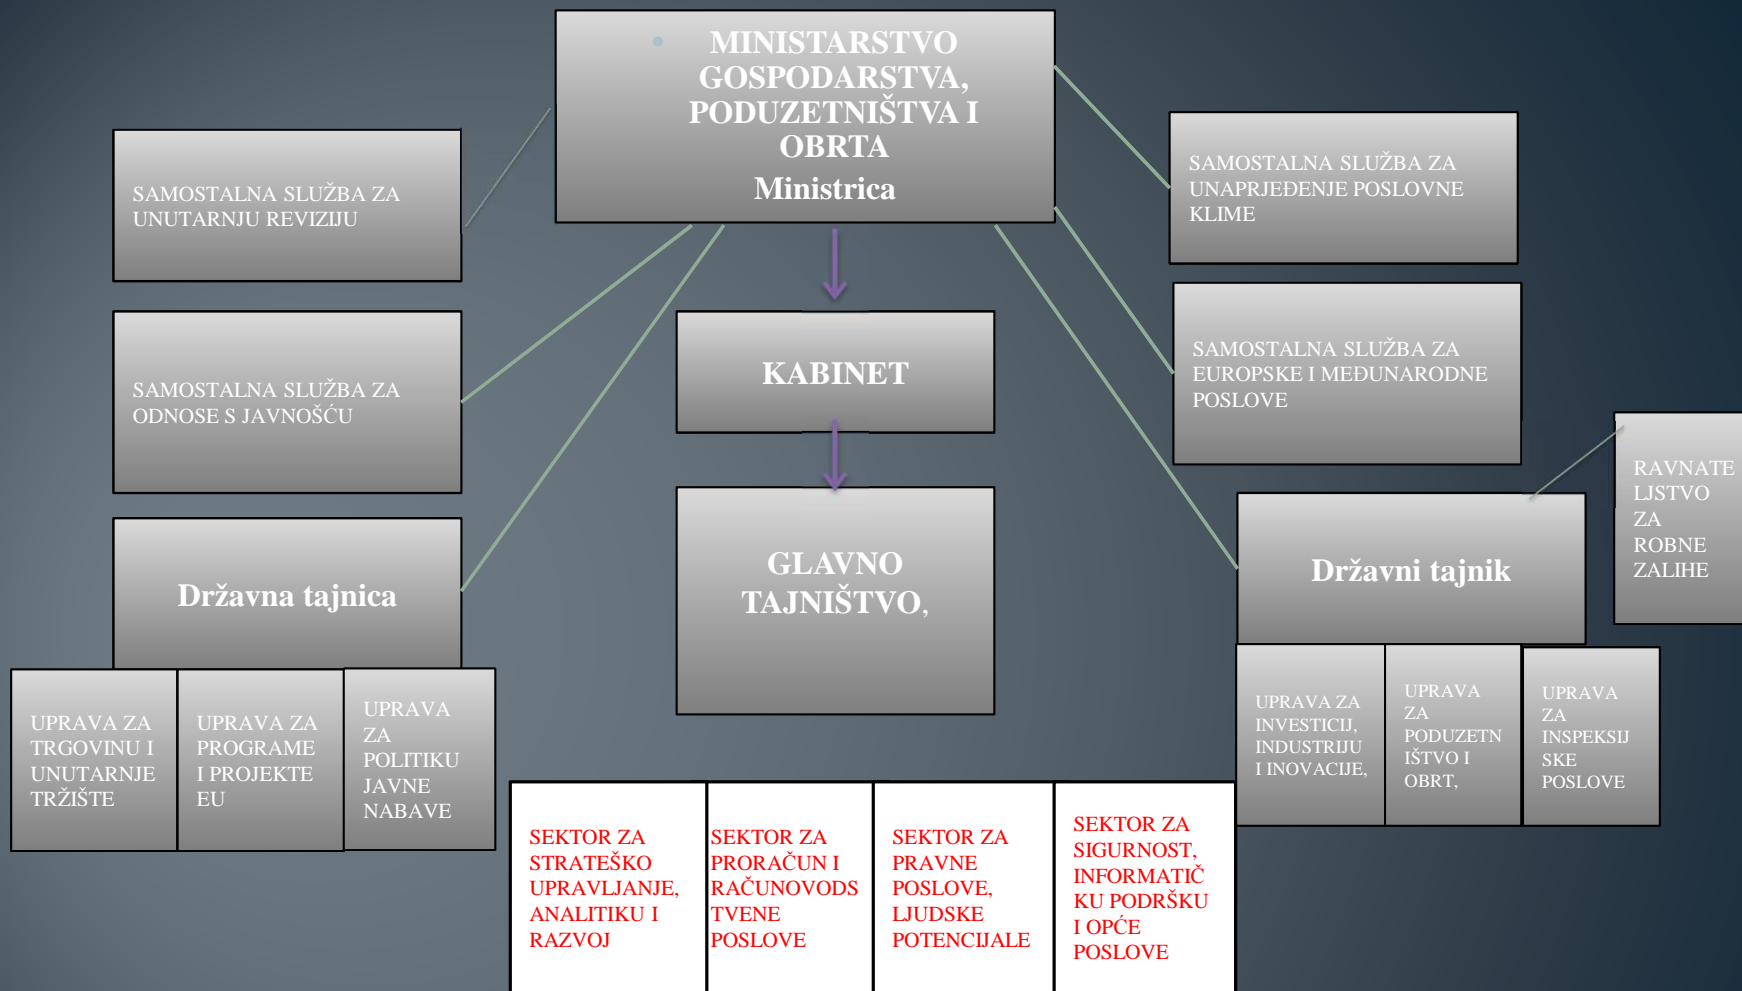 MINISTARSTVO
GOSPODARSTVA,
PODUZETNIŠTVA I
OBRTA
Ministrica
SAMOSTALNA SLUŽBA ZA
UNUTARNJU REVIZIJU
SAMOSTALNA SLUŽBA ZA
UNAPRJEĐENJE POSLOVNE
KLIME
SAMOSTALNA SLUŽBA ZA
ODNOSE S JAVNOŠĆU
KABINET
SAMOSTALNA SLUŽBA ZA
EUROPSKE I MEĐUNARODNE
POSLOVE
RAVNATE
LJSTVO
ZA
ROBNE
ZALIHE
Državna tajnica
GLAVNO
TAJNIŠTVO,
Državni tajnik
UPRAVA ZA
TRGOVINU I
UNUTARNJE
TRŽIŠTE
UPRAVA ZA
PROGRAME
I PROJEKTE
EU
UPRAVA
ZA
POLITIKU
JAVNE
NABAVE
UPRAVA ZA
INVESTICIJ,
INDUSTRIJU
I INOVACIJE,
UPRAVA
ZA
PODUZETN
IŠTVO I
OBRT,
UPRAVA
ZA
INSPEKSIJ
SKE
POSLOVE
SEKTOR ZA
STRATEŠKO
UPRAVLJANJE,
ANALITIKU I
RAZVOJ
SEKTOR ZA
PRORAČUN I
RAČUNOVODS
TVENE
POSLOVE
SEKTOR ZA
PRAVNE
POSLOVE,
LJUDSKE
POTENCIJALE
SEKTOR ZA
SIGURNOST,
INFORMATIČ
KU PODRŠKU
I OPĆE
POSLOVE